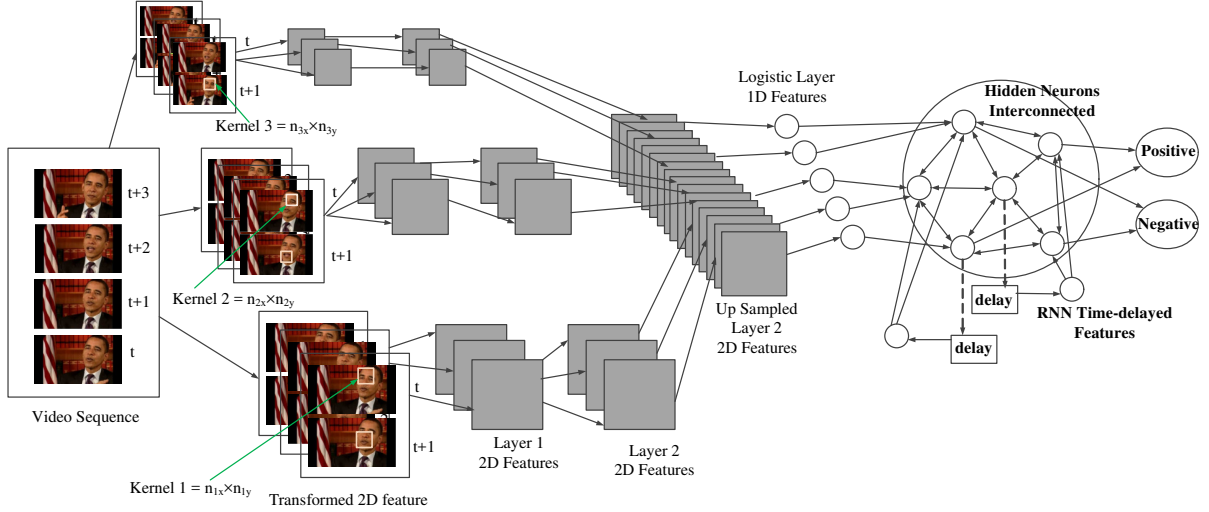 t
t+1
Kernel 3 = n3x×n3y
t+3
t+2
t+1
t
Video Sequence
t
t+1
Kernel 2 = n2x×n2y
t
t+1
Kernel 1 = n1x×n1y
Transformed 2D feature
Layer 1
2D Features
Layer 2
2D Features
Up Sampled
Layer 2
2D Features
Logistic Layer
1D Features
Hidden Neurons
Interconnected
Positive
Negative
delay
delay
RNN Time-delayed
Features